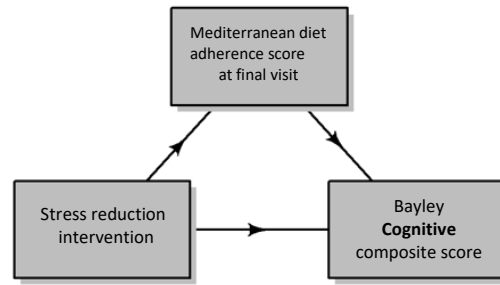 Mediterranean diet
adherence score
at final visit
Stress reduction
intervention
Bayley
Cognitive
composite score